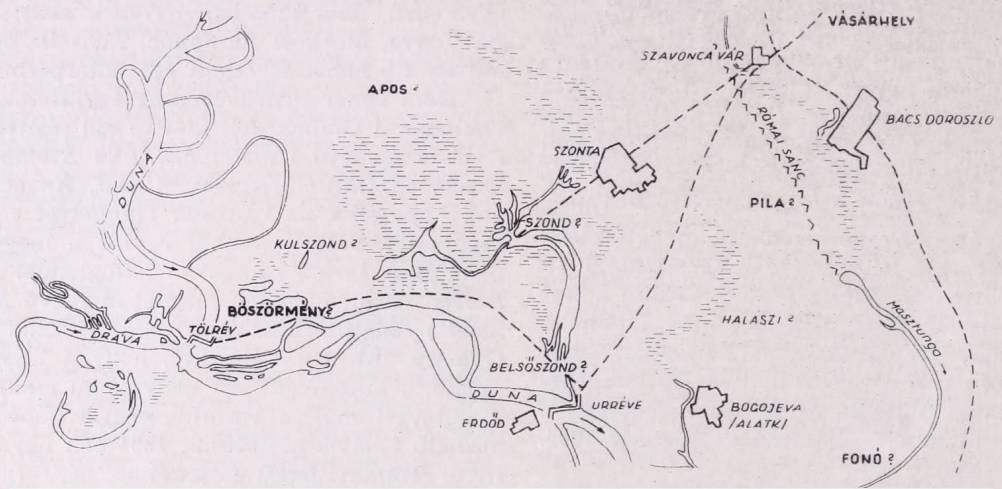 VÁSÁRHELY
SZAVONCA VÁR
APOS ?
BÁCS DOROSZLÓ
RÓMAI SÁNC
SZONTA
PILA ?
DUNA
SZOND ?
KULSZOND ?
BÖSZÖRMÉNY ?
HALÁSZI ?
MASZTUNGA
TÖLRÉV
DRÁVA
BELSŐSZOND ?
DUNA
URRÉVE
ERDŐD
BOGOJEVA
/ALATK/
FONÓ ?